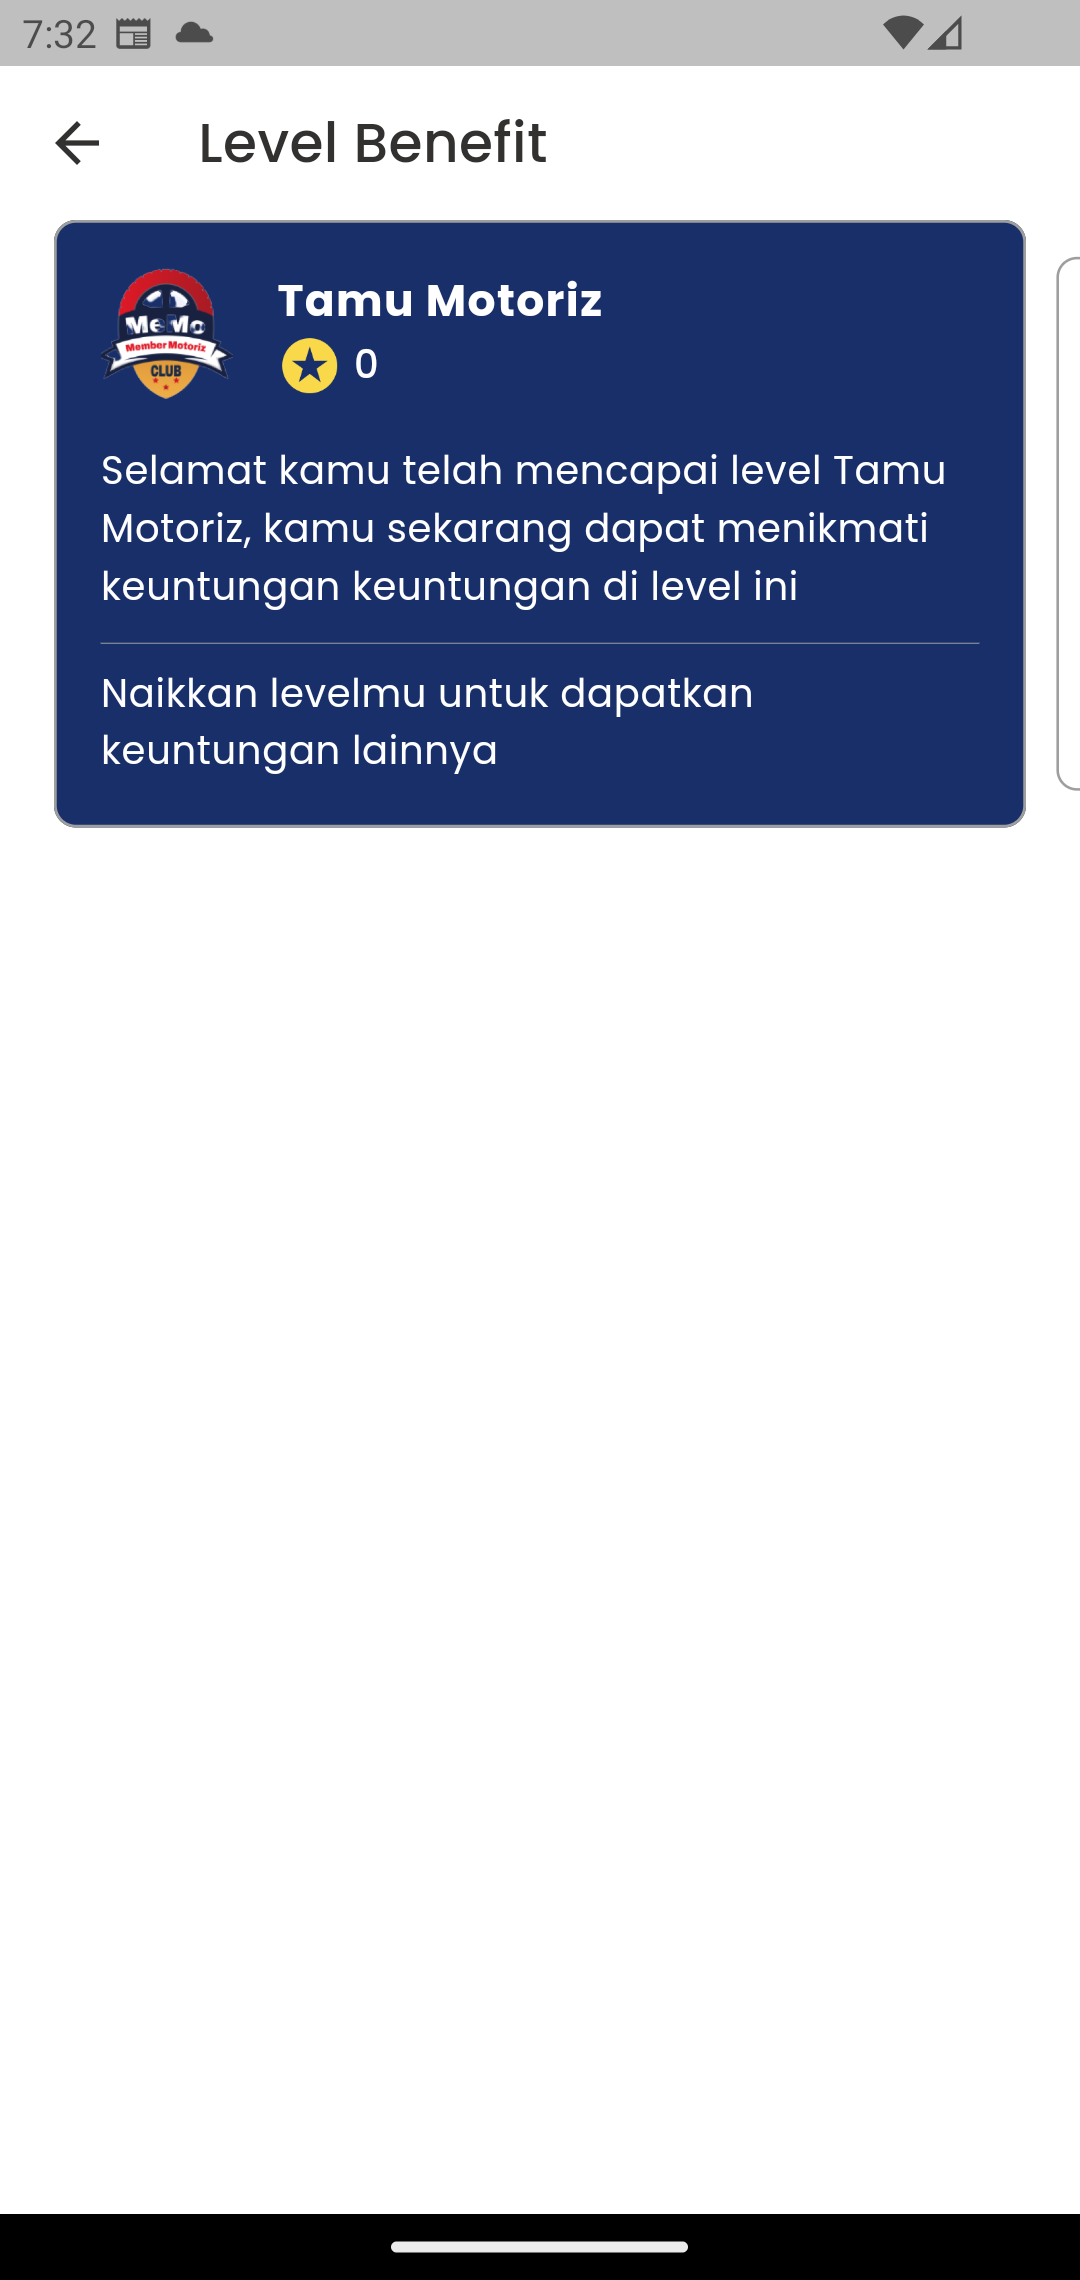 7:32
Level Benefit
MeMo
Member Motoriz
CLUB
Tamu Motoriz
0
Selamat kamu telah mencapai level Tamu
Motoriz, kamu sekarang dapat menikmati
keuntungan keuntungan di level ini
Naikkan levelmu untuk dapatkan
keuntungan lainnya